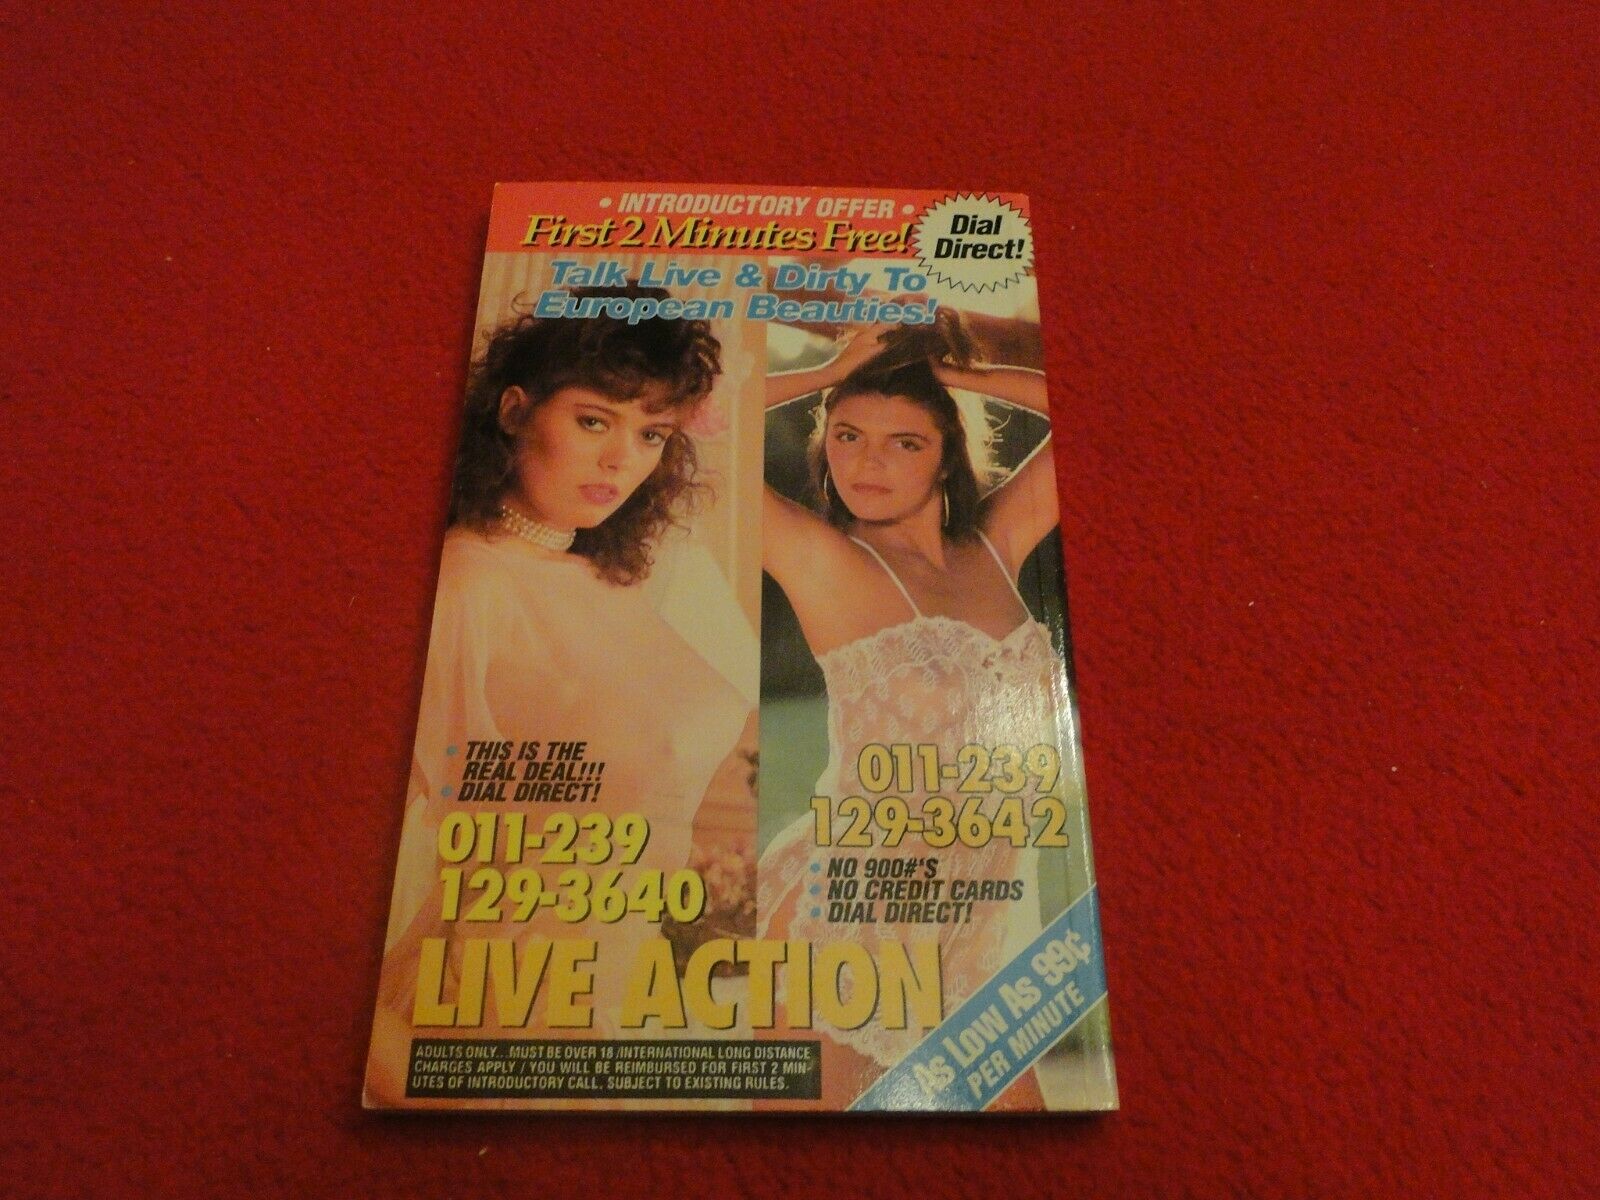 • INTRODUCTORY OFFER •
First 2 Minutes Free!
Dial
Direct!
Talk Live & Dirty To
European Beauties!
• THIS IS THE
REAL DEAL!!!
• DIAL DIRECT!
011-239
129-3640
011-239
129-3642
• NO 900#'S
• NO CREDIT CARDS
• DIAL DIRECT!
LIVE ACTION
AS LOW AS 99¢
PER MINUTE
ADULTS ONLY...MUST BE OVER 18 /INTERNATIONAL LONG DISTANCE
CHARGES APPLY / YOU WILL BE REIMBURSED FOR FIRST 2 MIN-
UTES OF INTRODUCTORY CALL. SUBJECT TO EXISTING RULES.